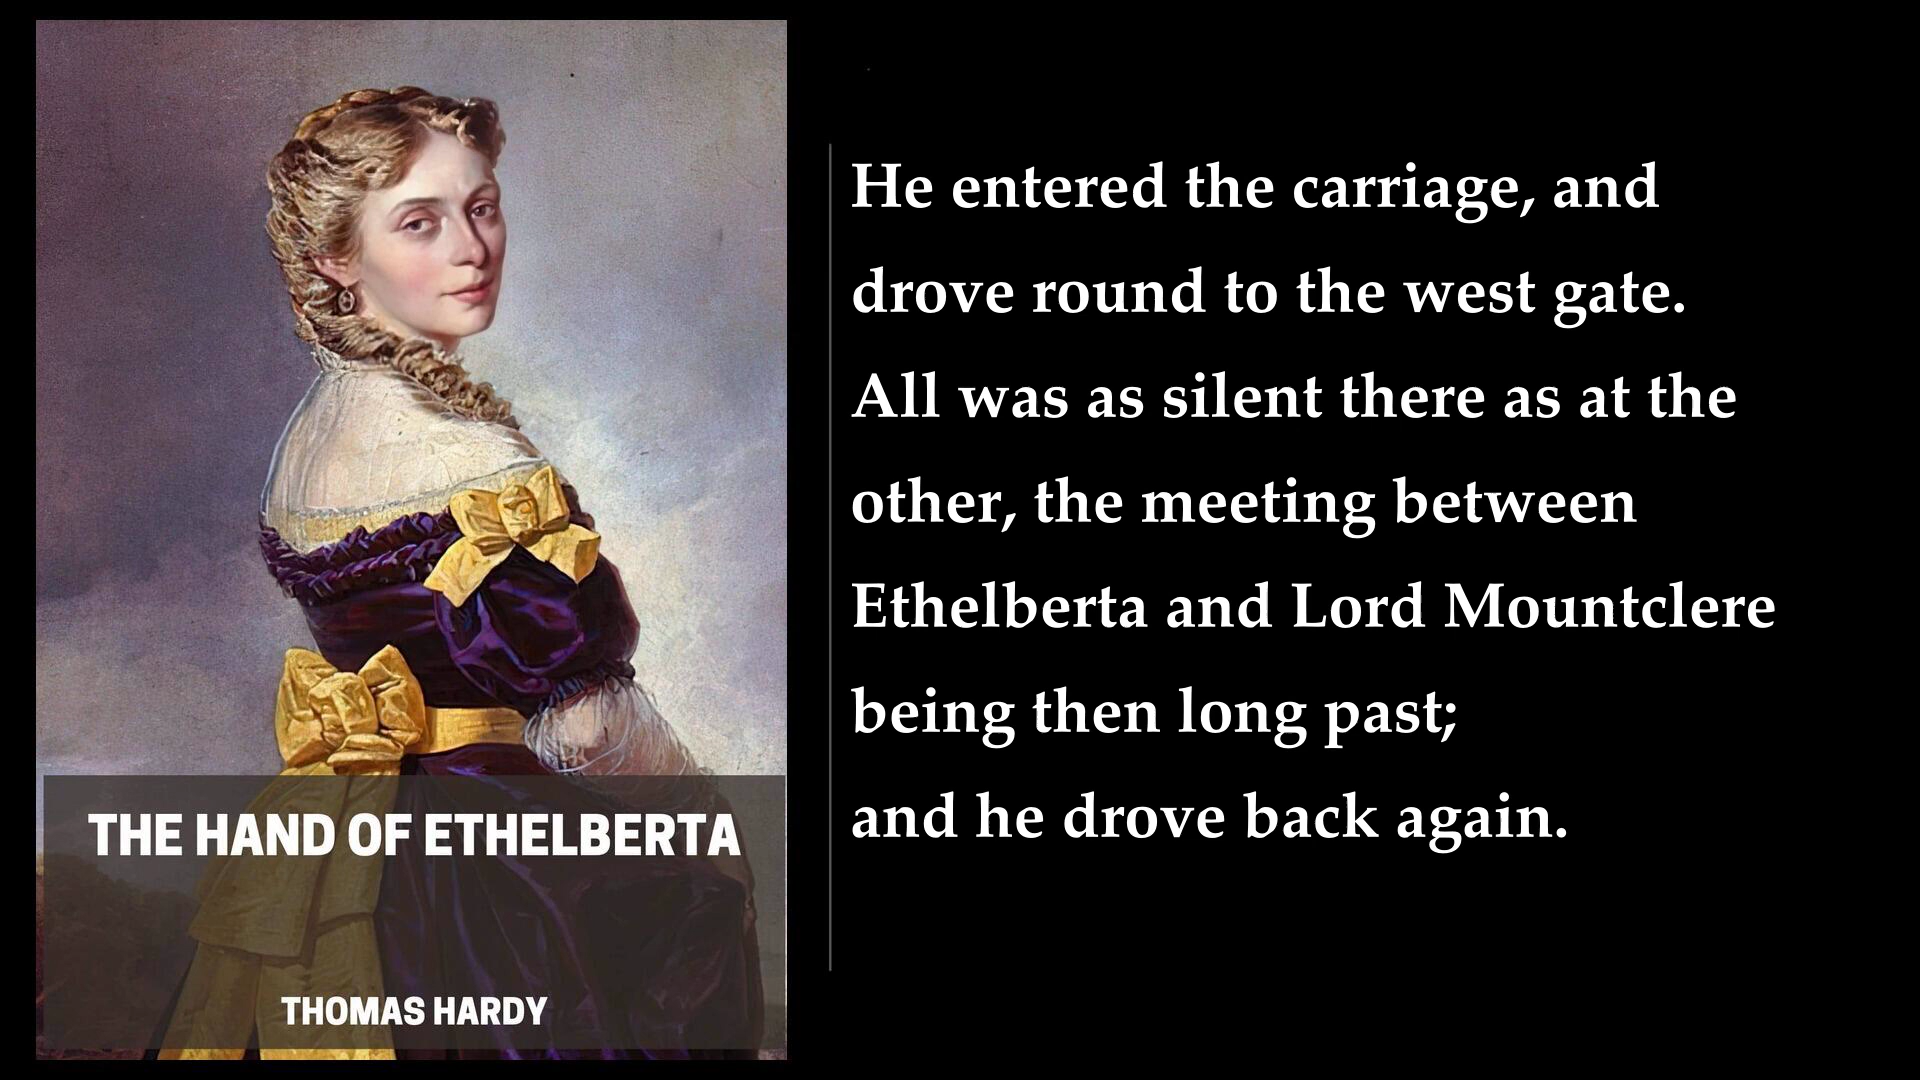 THE HAND OF ETHELBERTA
THOMAS HARDY
He entered the carriage, and
drove round to the west gate.
All was as silent there as at the
other, the meeting between
Ethelberta and Lord Mountclere
being then long past;
and he drove back again.